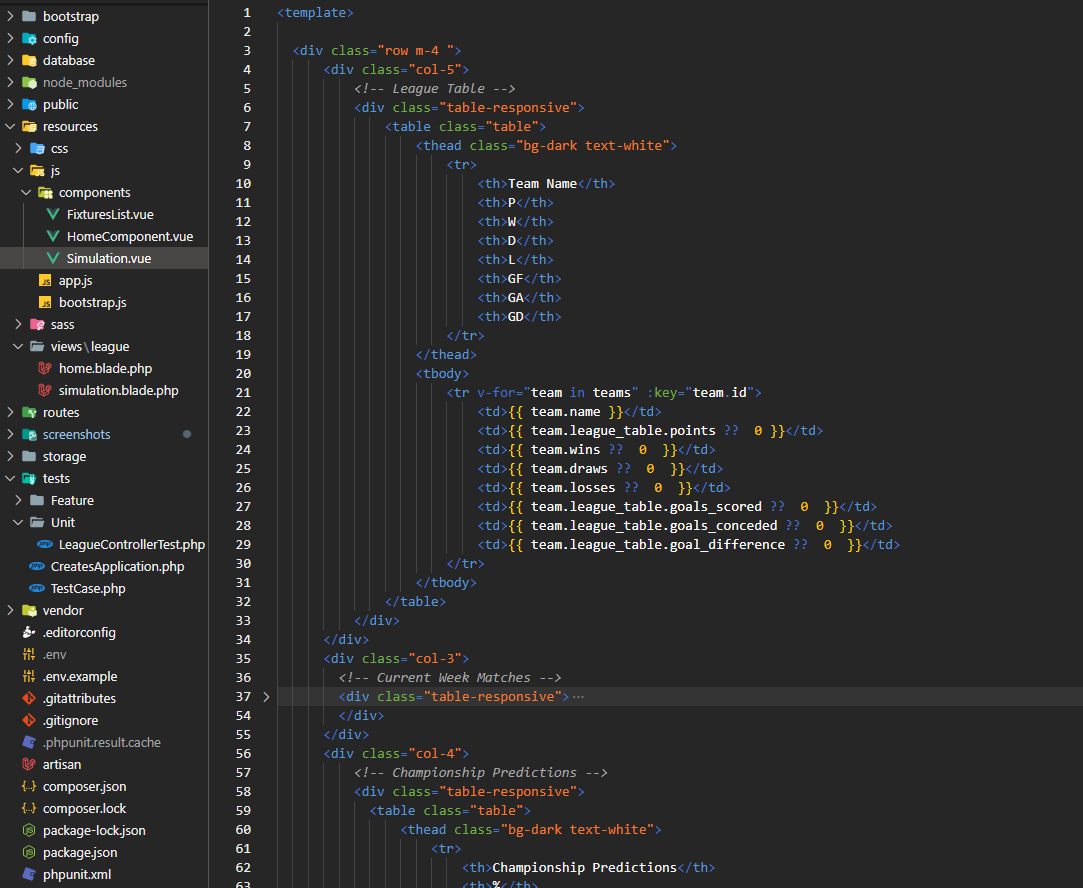 bootstrap
config
database
node_modules
public
resources
css
js
components
FixturesList.vue
HomeComponent.vue
Simulation.vue
app.js
bootstrap.js
sass
views\league
home.blade.php
simulation.blade.php
routes
screenshots
storage
tests
Feature
Unit
LeagueControllerTest.php
CreatesApplication.php
TestCase.php
vendor
.editorconfig
.env
.env.example
.gitattributes
.gitignore
.phpunit.result.cache
artisan
composer.json
composer.lock
package-lock.json
package.json
phpunit.xml
1 <template>
2
3 <div class="row m-4 ">
4 <div class="col-5">
5 <!-- League Table -->
6 <div class="table-responsive">
7 <table class="table">
8 <thead class="bg-dark text-white">
9 <tr>
10 <th>Team Name</th>
11 <th>P</th>
12 <th>W</th>
13 <th>D</th>
14 <th>L</th>
15 <th>GF</th>
16 <th>GA</th>
17 <th>GD</th>
18 </tr>
19 </thead>
20 <tbody>
21 <tr v-for="team in teams" :key="team.id">
22 <td>{{ team.name }}</td>
23 <td>{{ team.league_table.points ??  0 }}</td>
24 <td>{{ team.wins ??  0  }}</td>
25 <td>{{ team.draws ??  0  }}</td>
26 <td>{{ team.losses ??  0  }}</td>
27 <td>{{ team.league_table.goals_scored ??  0  }}</td>
28 <td>{{ team.league_table.goals_conceded ??  0  }}</td>
29 <td>{{ team.league_table.goal_difference ??  0  }}</td>
30 </tr>
31 </tbody>
32 </table>
33 </div>
34 </div>
35 <div class="col-3">
36 <!-- Current Week Matches -->
37 <div class="table-responsive">···
54 </div>
55 </div>
56 <div class="col-4">
57 <!-- Championship Predictions -->
58 <div class="table-responsive">
59 <table class="table">
60 <thead class="bg-dark text-white">
61 <tr>
62 <th>Championship Predictions</th>
63 <th>%</th>